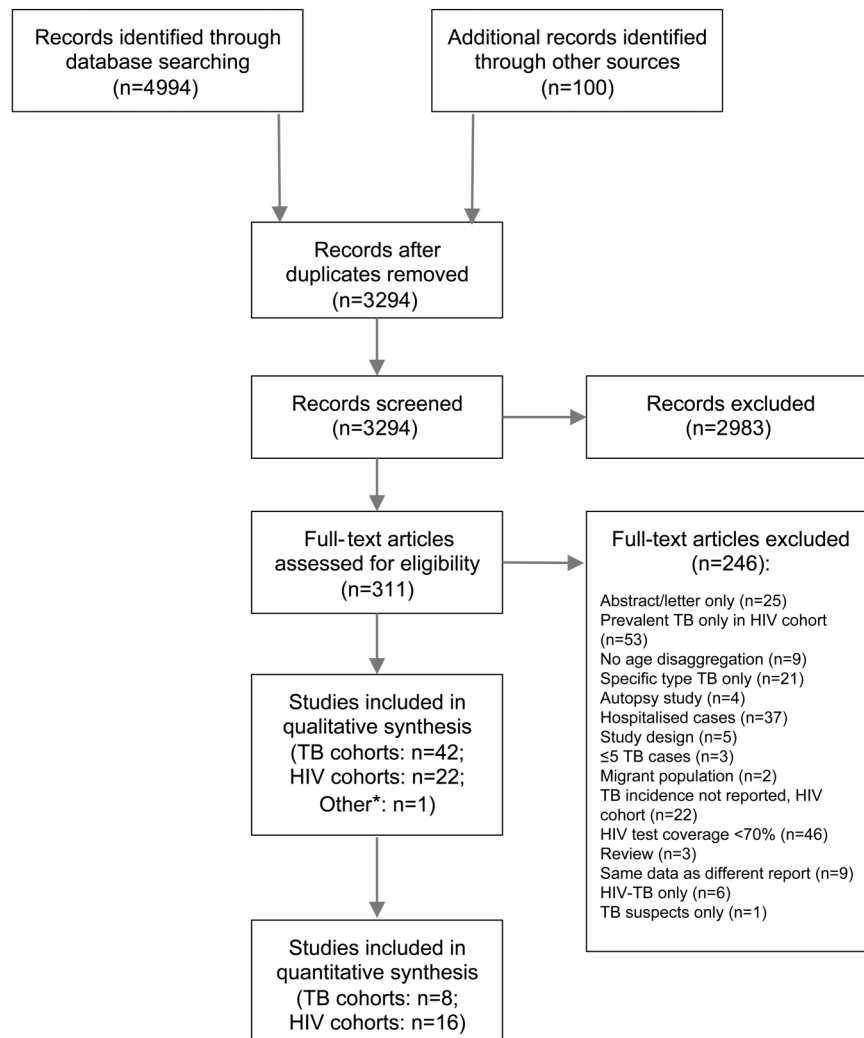 Records identified through
database searching
(n=4994)
Additional records identified
through other sources
(n=100)
Records after
duplicates removed
(n=3294)
Records screened
(n=3294)
Records excluded
(n=2983)
Full-text articles
assessed for eligibility
(n=311)
Full-text articles excluded
(n=246):
Abstract/letter only (n=25)
Prevalent TB only in HIV cohort
(n=53)
No age disaggregation (n=9)
Specific type TB only (n=21)
Autopsy study (n=4)
Hospitalised cases (n=37)
Study design (n=5)
≤5 TB cases (n=3)
Migrant population (n=2)
TB incidence not reported, HIV
cohort (n=22)
HIV test coverage <70% (n=46)
Review (n=3)
Same data as different report (n=9)
HIV-TB only (n=6)
TB suspects only (n=1)
Studies included in
qualitative synthesis
(TB cohorts: n=42;
HIV cohorts: n=22;
Other*: n=1)
Studies included in
quantitative synthesis
(TB cohorts: n=8;
HIV cohorts: n=16)